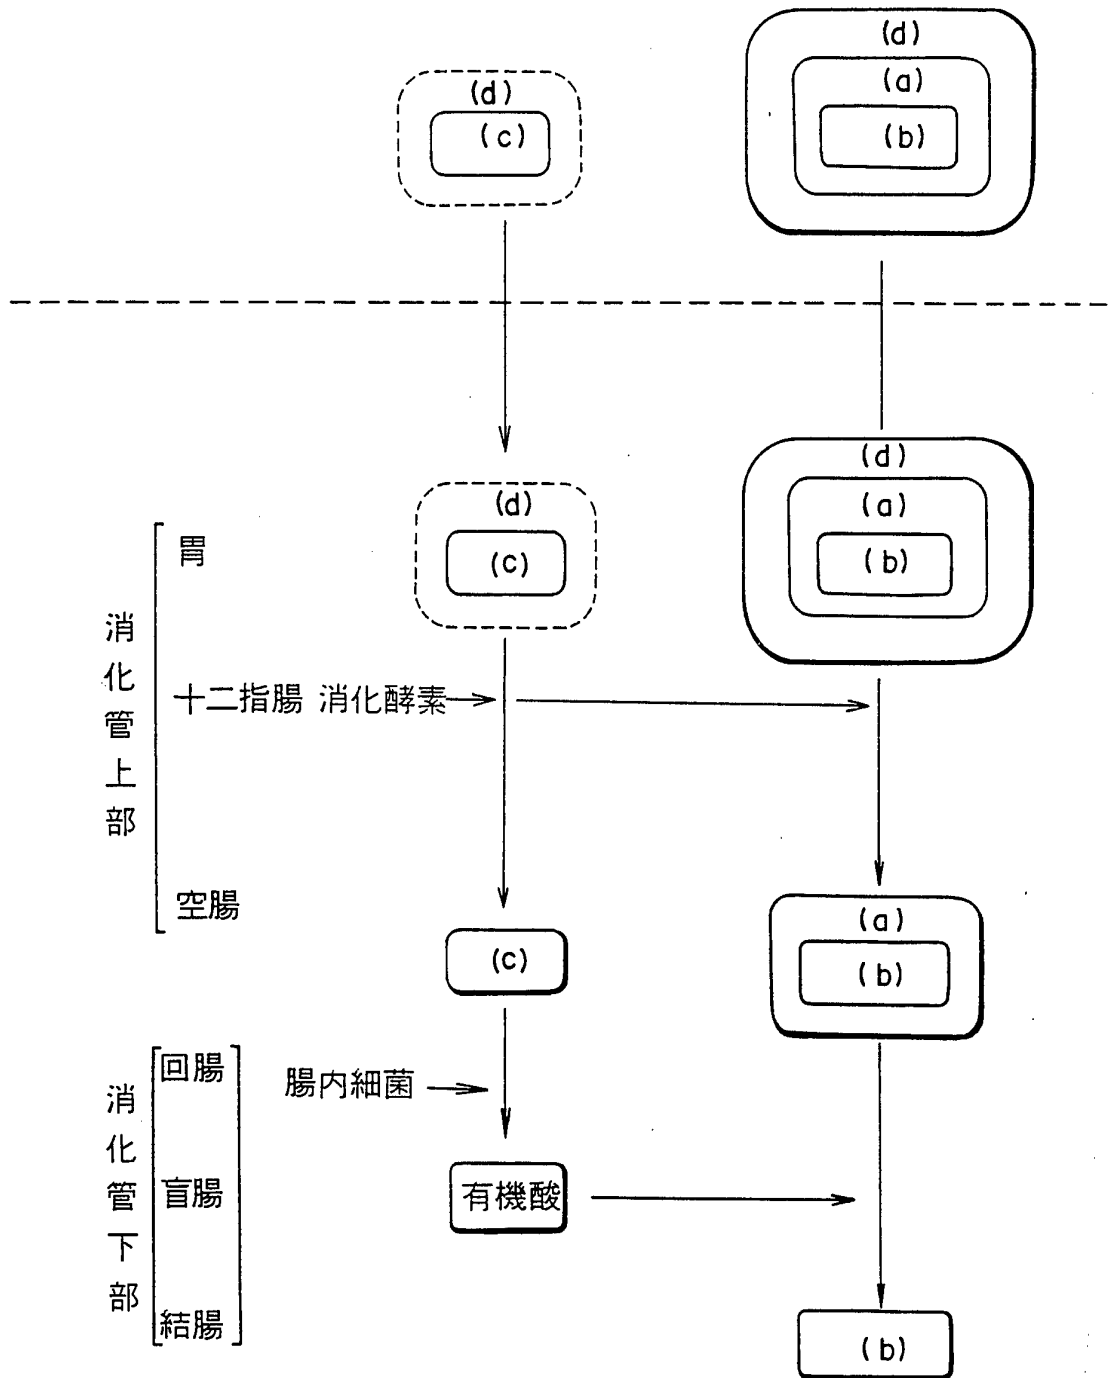 (d)
(a)
(b)
(d)
(c)
(d)
(a)
(b)
(d)
(c)
消化管上部
胃
十二指腸 消化酵素
空腸
(c)
(a)
(b)
消化管下部
回腸
盲腸
結腸
腸内細菌
有機酸
(b)